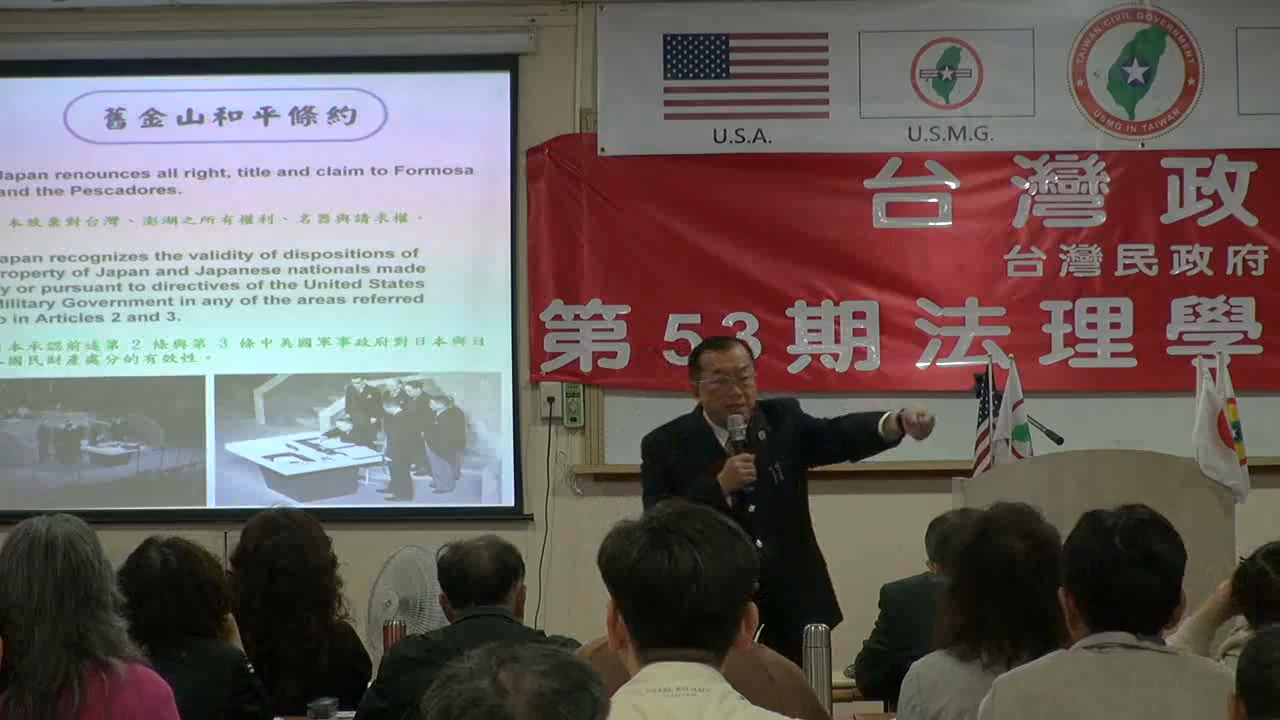 舊金山和平條約
Japan renounces all right, title and claim to Formosa
and the Pescadores.
本放棄對台灣、澎湖之所有權利、名器與請求權。
apan recognizes the validity of dispositions of
roperty of Japan and Japanese nationals made
y or pursuant to directives of the United States
Military Government in any of the areas referred
o in Articles 2 and 3.
日本承認前述第 2 條與第 3 條中美國軍事政府對日本與日
本國民財產處分的有效性。
U.S.A.
U.S.M.G.
TAIWAN CIVIL GOVERNMENT
USMG IN TAIWAN
台灣政
台灣民政府
第53期法理學